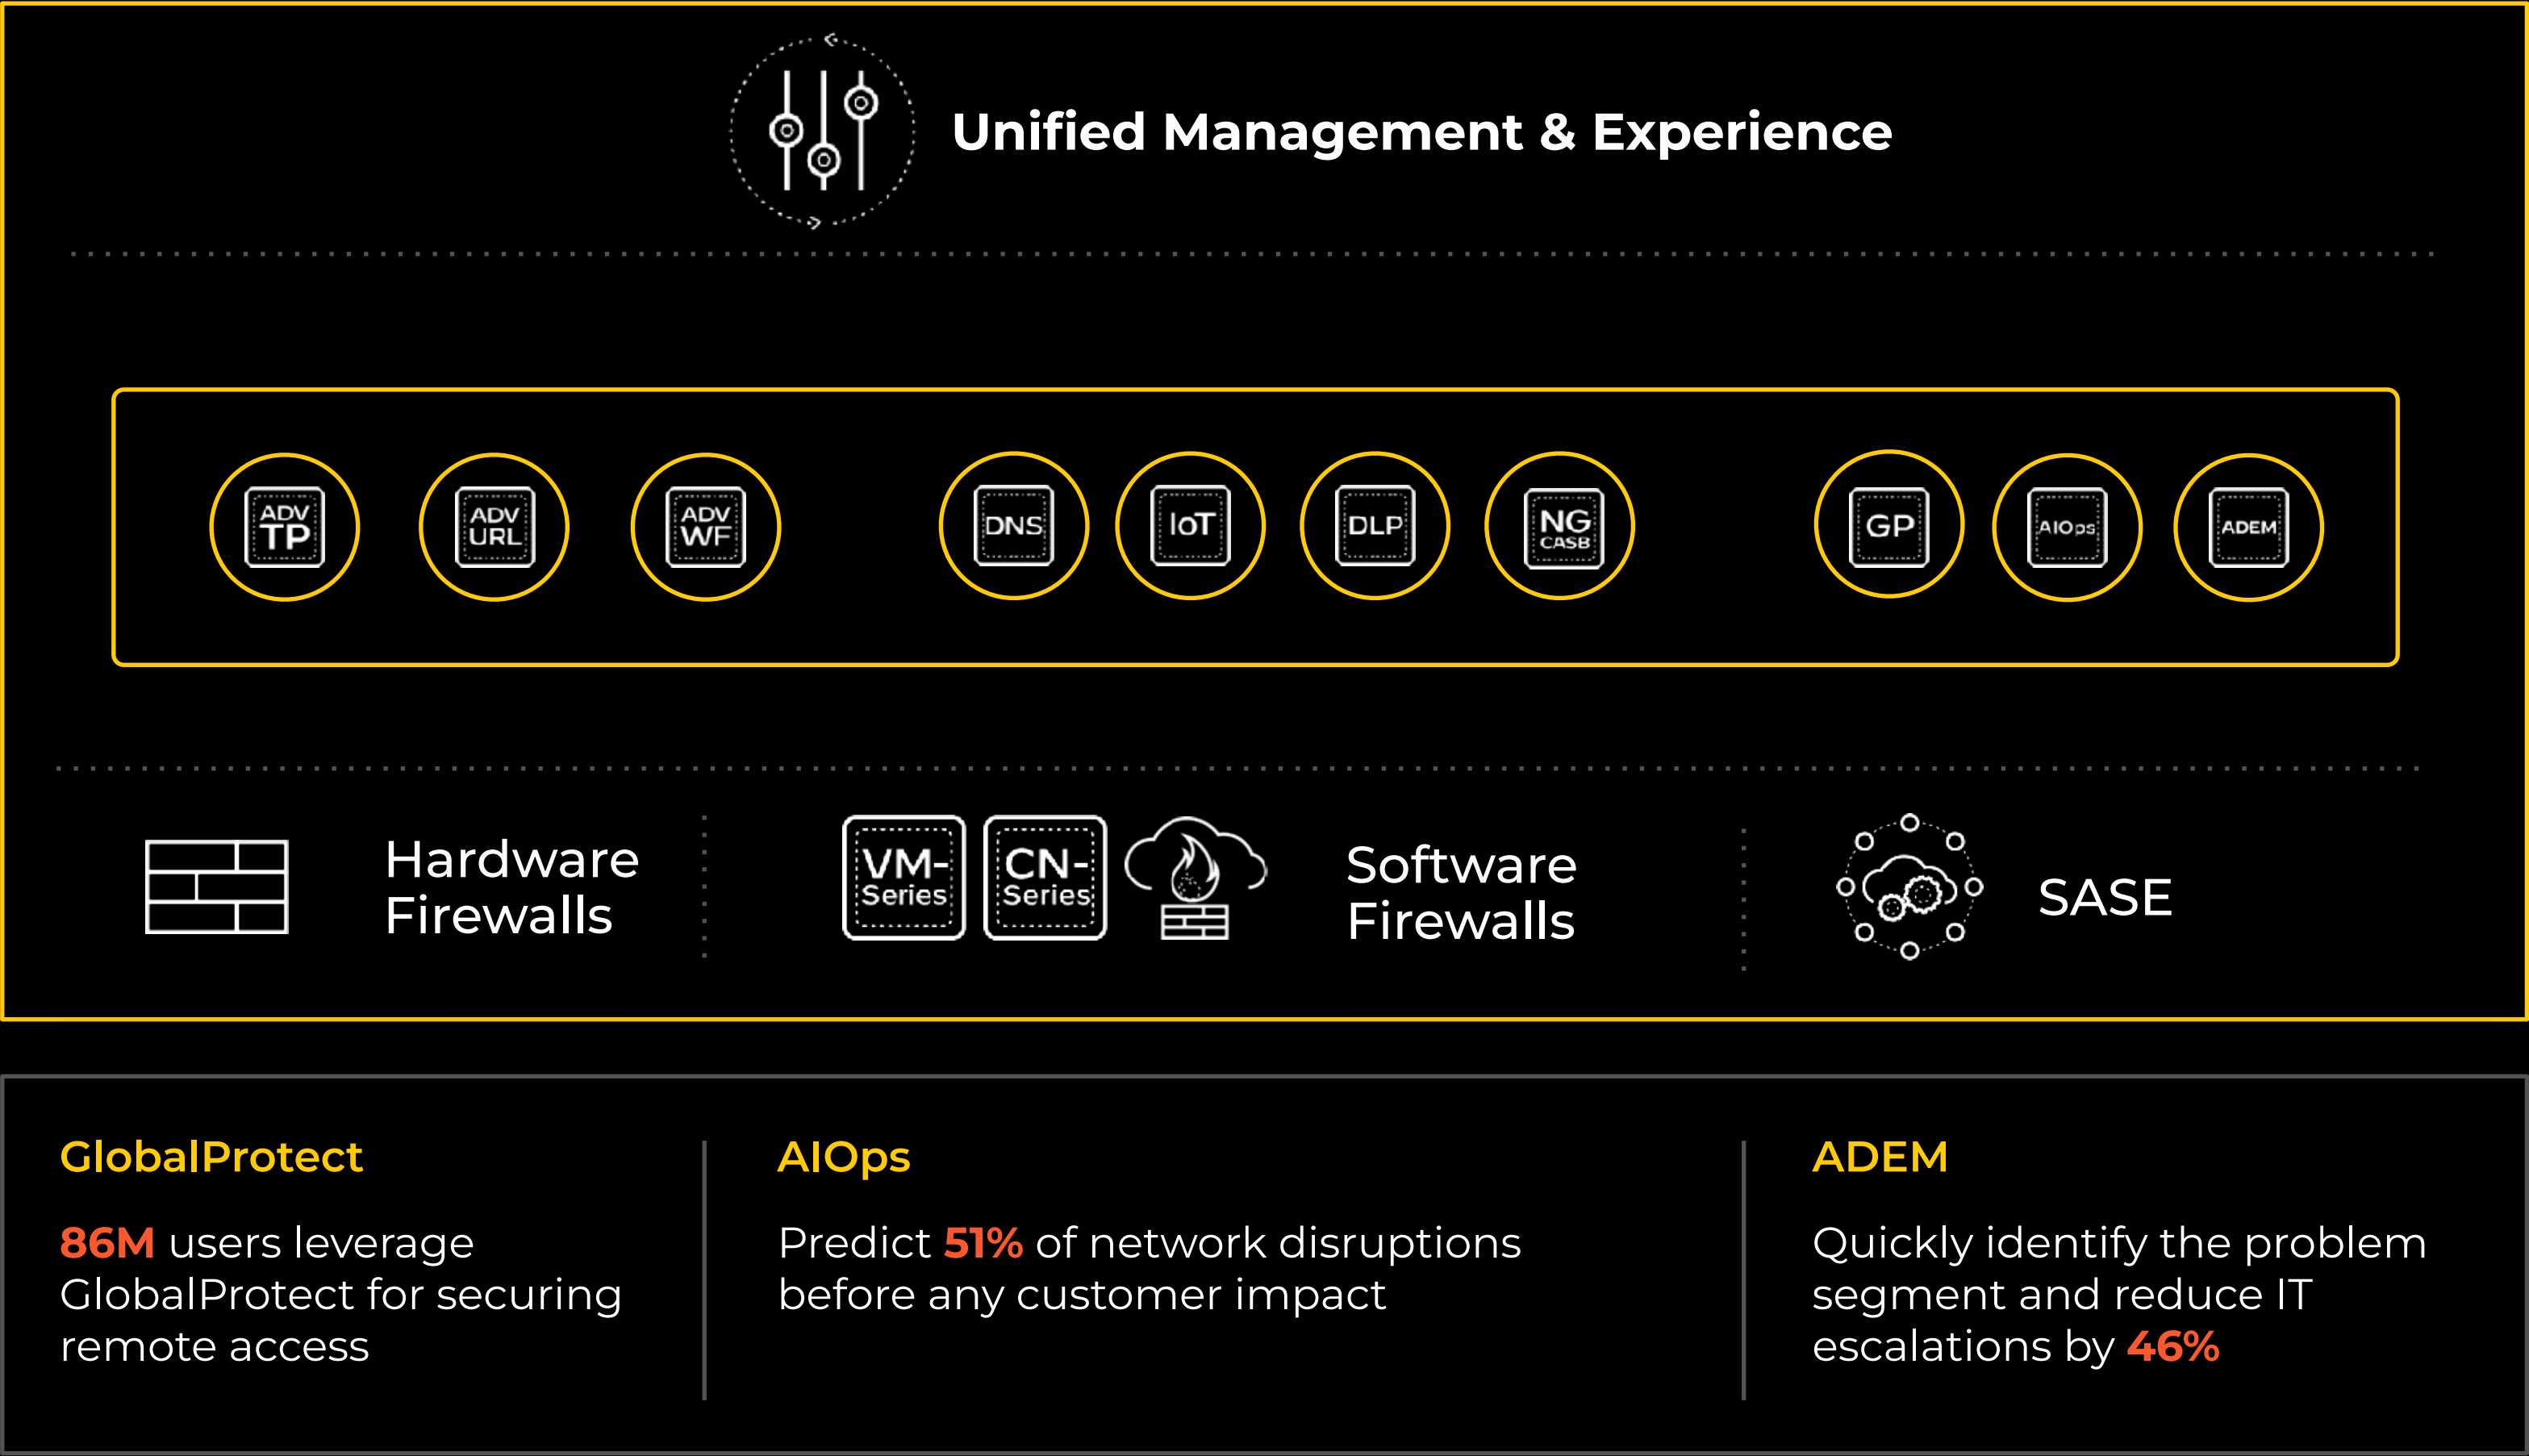 Unified Management & Experience
ADV
TP
ADV
URL
ADV
WF
DNS
IoT
DLP
NG
CASB
GP
AIOps
ADEM
Hardware
Firewalls
VM-
Series
CN-
Series
Software
Firewalls
SASE
GlobalProtect
86M users leverage
GlobalProtect for securing
remote access
AIOps
Predict 51% of network disruptions
before any customer impact
ADEM
Quickly identify the problem
segment and reduce IT
escalations by 46%